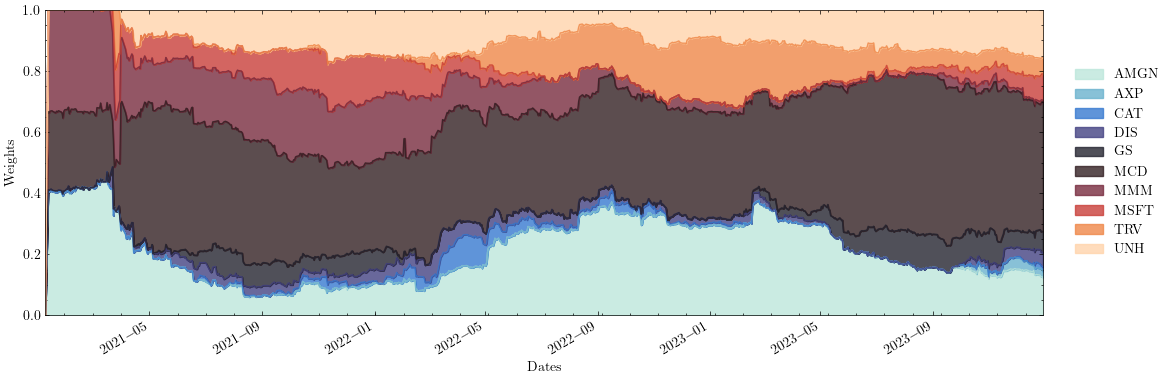 1.0
0.8
0.6
0.4
0.2
0.0
Weights
2021−05
2021−09
2022−01
2022−05
2022−09
2023−01
2023−05
2023−09
Dates
AMGN
AXP
CAT
DIS
GS
MCD
MMM
MSFT
TRV
UNH